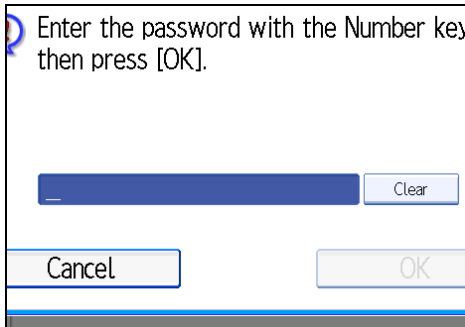 Enter the password with the Number key
then press [OK].
_
Clear
Cancel
OK